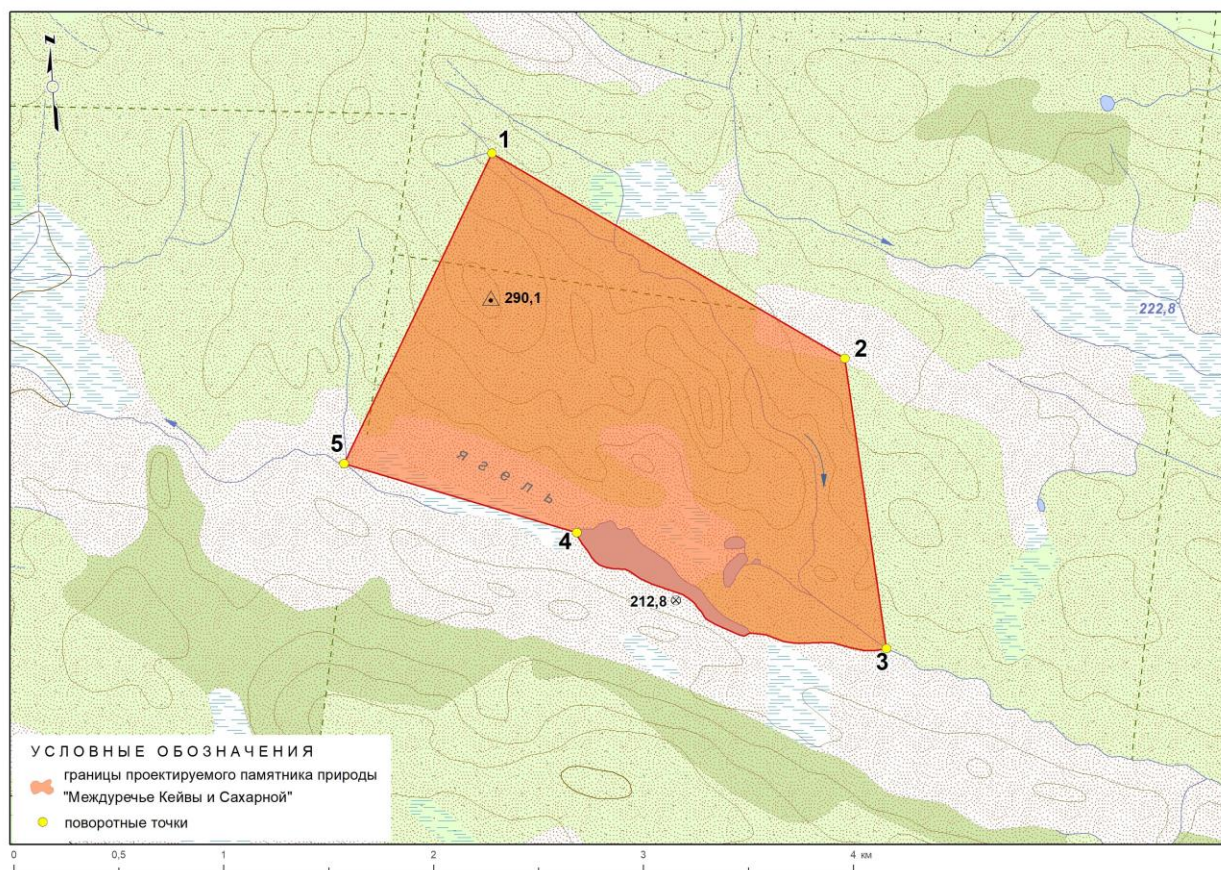 1
290,1
222,8
2
5
язель
4
212,8
3
УСЛОВНЫЕ ОБОЗНАЧЕНИЯ
границы проектируемого памятника природы
"Междуречье Кейвы и Сахарной"
поворотные точки
0 0,5 1 2 3 4 км